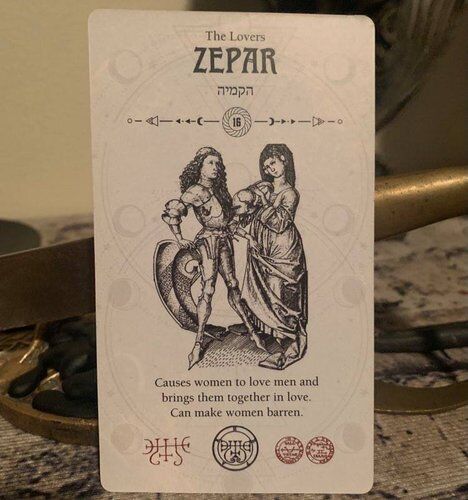 The Lovers
ZEPAR
הקמיה
16
Causes women to love men and
brings them together in love.
Can make women barren.